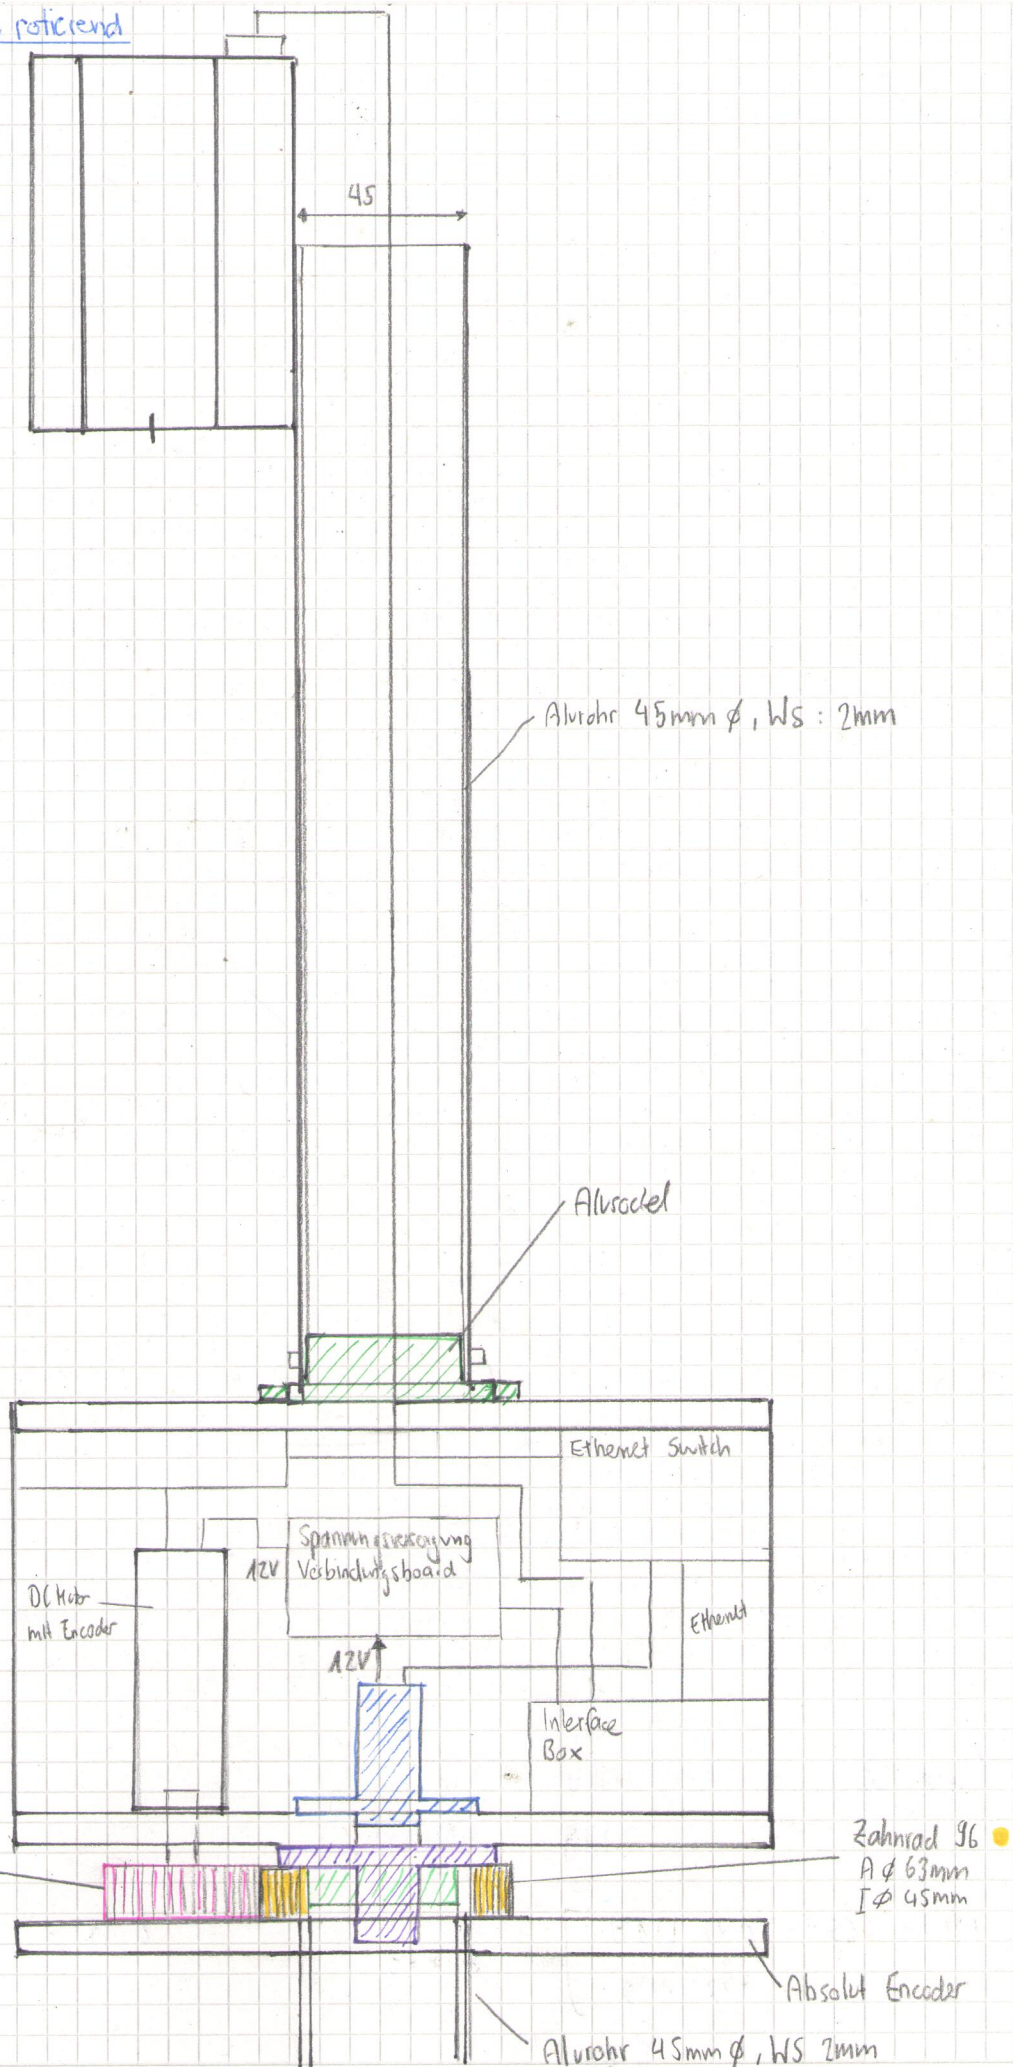 rotierend
45
Alurohr 45mm ⌀, WS : 2mm
Alusockel
Ethernet Switch
Spannungsversorgung
Verbindungsboard
12V
DC Motor
mit Encoder
Ethernet
12V
Interface
Box
Zahnrad 96
A ⌀ 63mm
I ⌀ 45mm
Absolut Encoder
Alurohr 45mm ⌀, WS 2mm